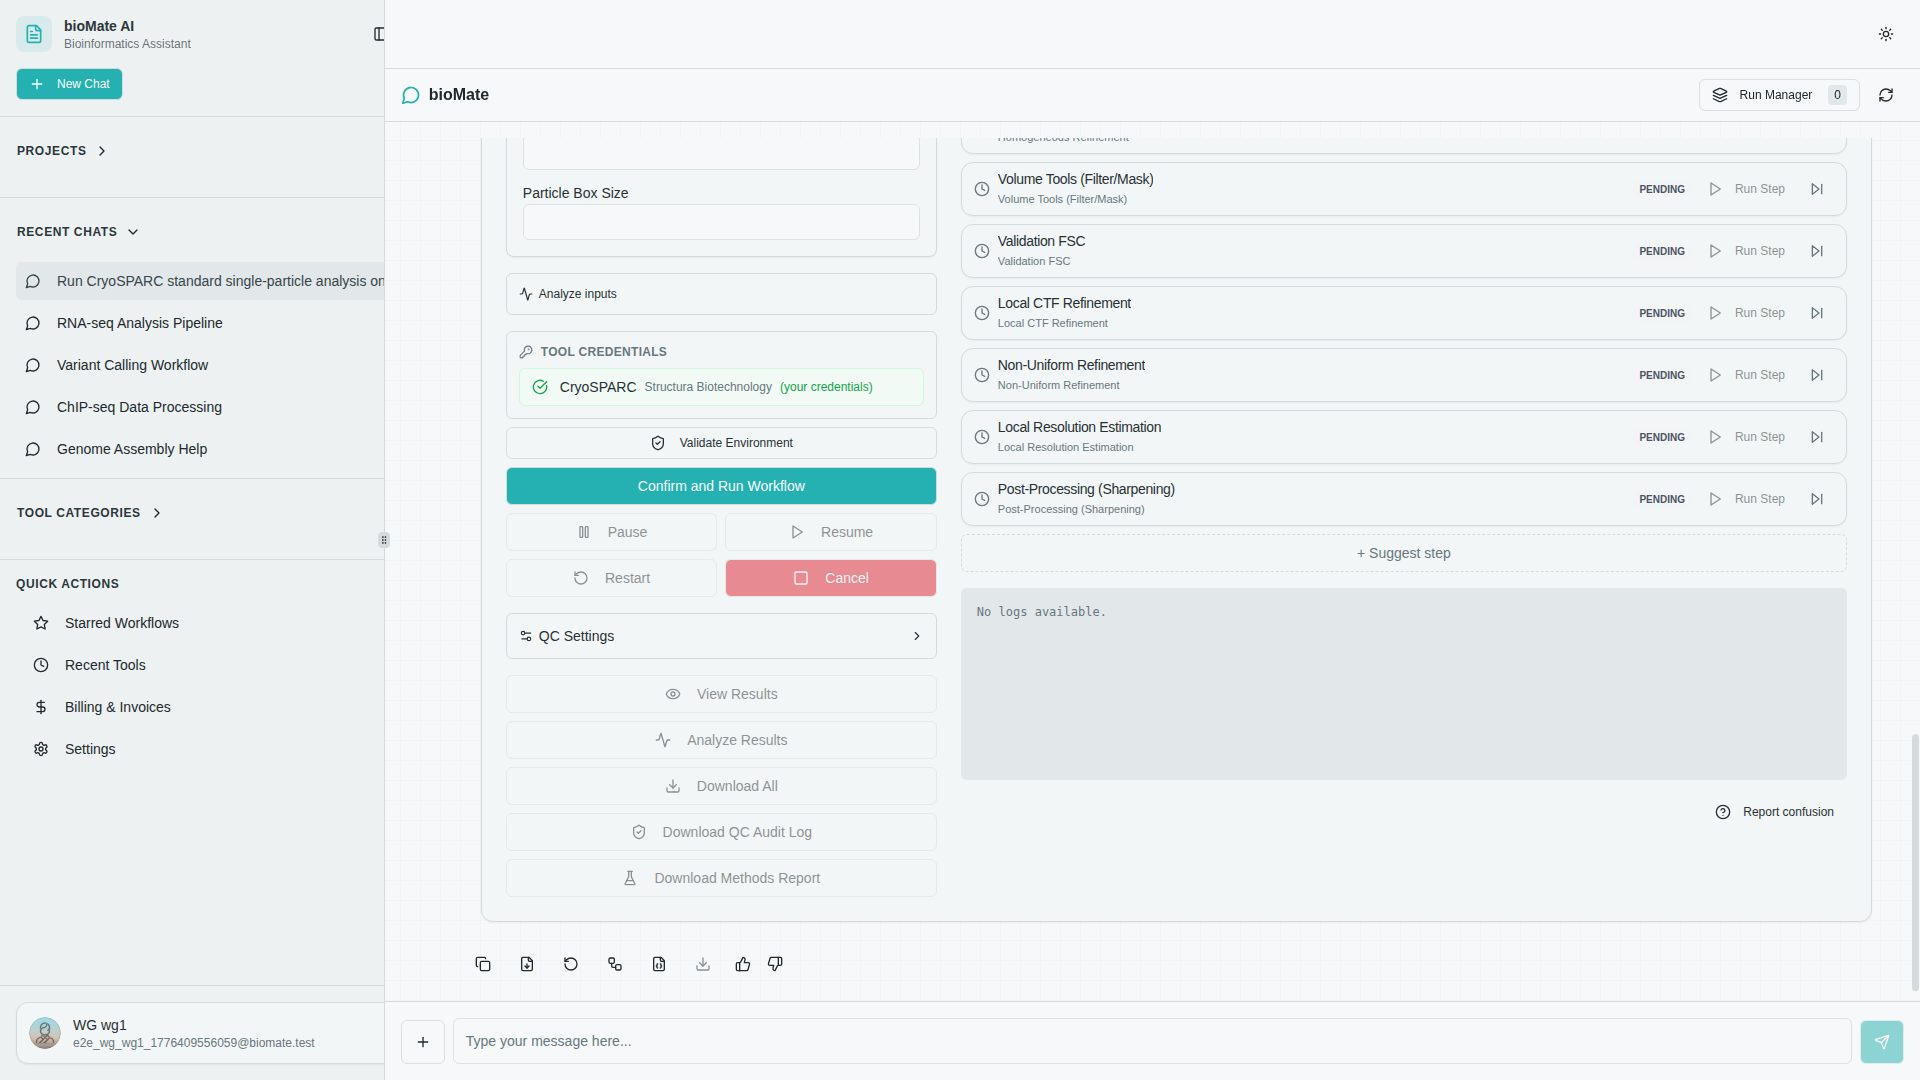 bioMate AI
Bioinformatics Assistant
New Chat
PROJECTS
RECENT CHATS
Run CryoSPARC standard single-particle analysis on
RNA-seq Analysis Pipeline
Variant Calling Workflow
ChIP-seq Data Processing
Genome Assembly Help
TOOL CATEGORIES
QUICK ACTIONS
Starred Workflows
Recent Tools
Billing & Invoices
Settings
WG wg1
e2e_wg_wg1_1776409556059@biomate.test
bioMate
Run Manager 0
Particle Box Size
Analyze inputs
TOOL CREDENTIALS
CryoSPARC Structura Biotechnology (your credentials)
Validate Environment
Confirm and Run Workflow
Pause
Resume
Restart
Cancel
QC Settings
View Results
Analyze Results
Download All
Download QC Audit Log
Download Methods Report
Homogeneous Refinement
Volume Tools (Filter/Mask)
Volume Tools (Filter/Mask)
PENDING Run Step
Validation FSC
Validation FSC
PENDING Run Step
Local CTF Refinement
Local CTF Refinement
PENDING Run Step
Non-Uniform Refinement
Non-Uniform Refinement
PENDING Run Step
Local Resolution Estimation
Local Resolution Estimation
PENDING Run Step
Post-Processing (Sharpening)
Post-Processing (Sharpening)
PENDING Run Step
+ Suggest step
No logs available.
Report confusion
Type your message here...